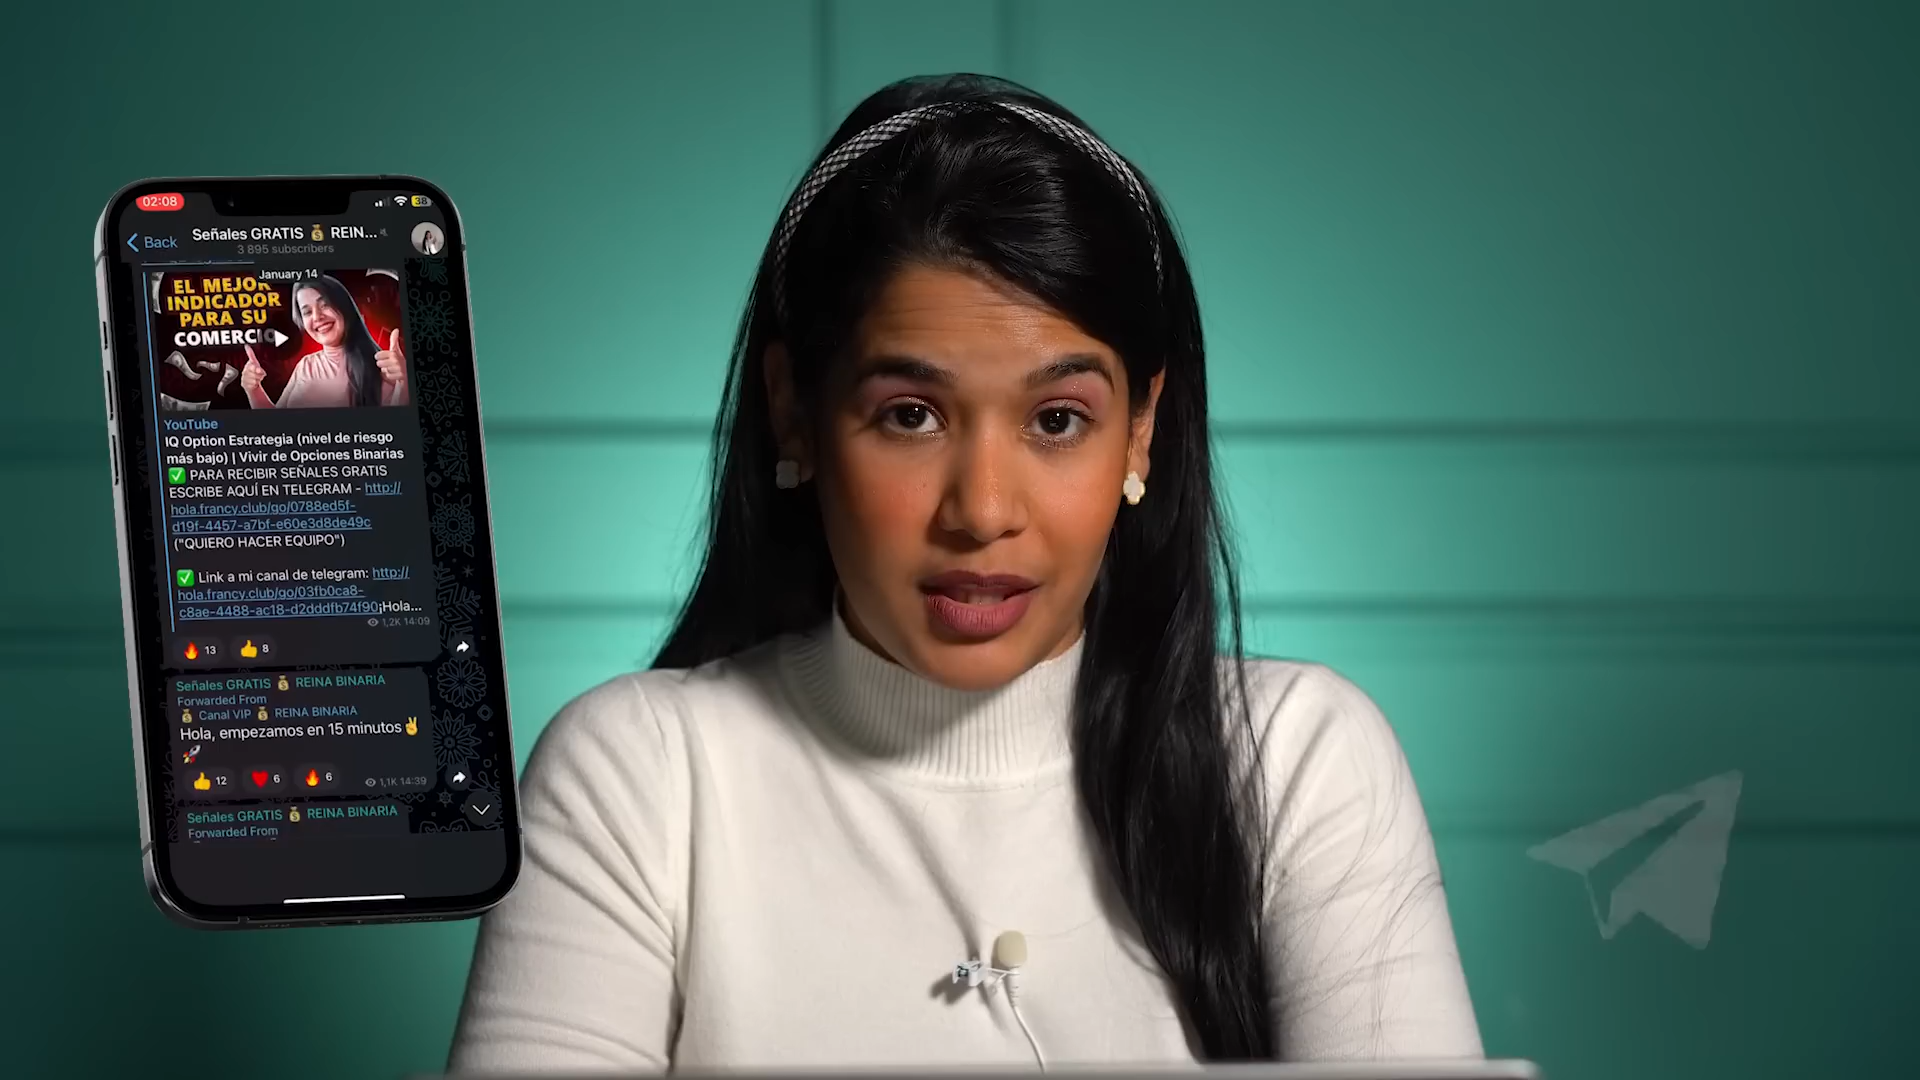 02:08
38
Back
Señales GRATIS 💰 REIN...
3 895 subscribers
January 14
EL MEJOR
INDICADOR
PARA SU
COMERCIO
YouTube
IQ Option Estrategia (nivel de riesgo
más bajo) | Vivir de Opciones Binarias
✅ PARA RECIBIR SEÑALES GRATIS
ESCRIBE AQUÍ EN TELEGRAM - http://
hola.francy.club/go/0788ed5f-
d19f-4457-a7bf-e60e3d8de49c
("QUIERO HACER EQUIPO")
✅ Link a mi canal de telegram: http://
hola.francy.club/go/03fb0ca8-
c8ae-4488-ac18-d2dddfb74f90¡Hola...
1,2K 14:09
🔥 13 👍 8
Señales GRATIS 💰 REINA BINARIA
Forwarded From
💰 Canal VIP 💰 REINA BINARIA
Hola, empezamos en 15 minutos✌️
🚀
👍 12 ❤️ 6 🔥 6 1,1K 14:39
Señales GRATIS 💰 REINA BINARIA
Forwarded From